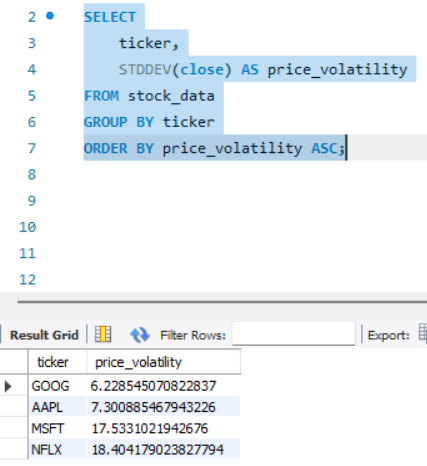 2 SELECT
3 ticker,
4 STDDEV(close) AS price_volatility
5 FROM stock_data
6 GROUP BY ticker
7 ORDER BY price_volatility ASC;
8
9
10
11
12
Result Grid Filter Rows: Export:
ticker price_volatility
GOOG 6.228545070822837
AAPL 7.300885467943226
MSFT 17.5331021942676
NFLX 18.404179023827794